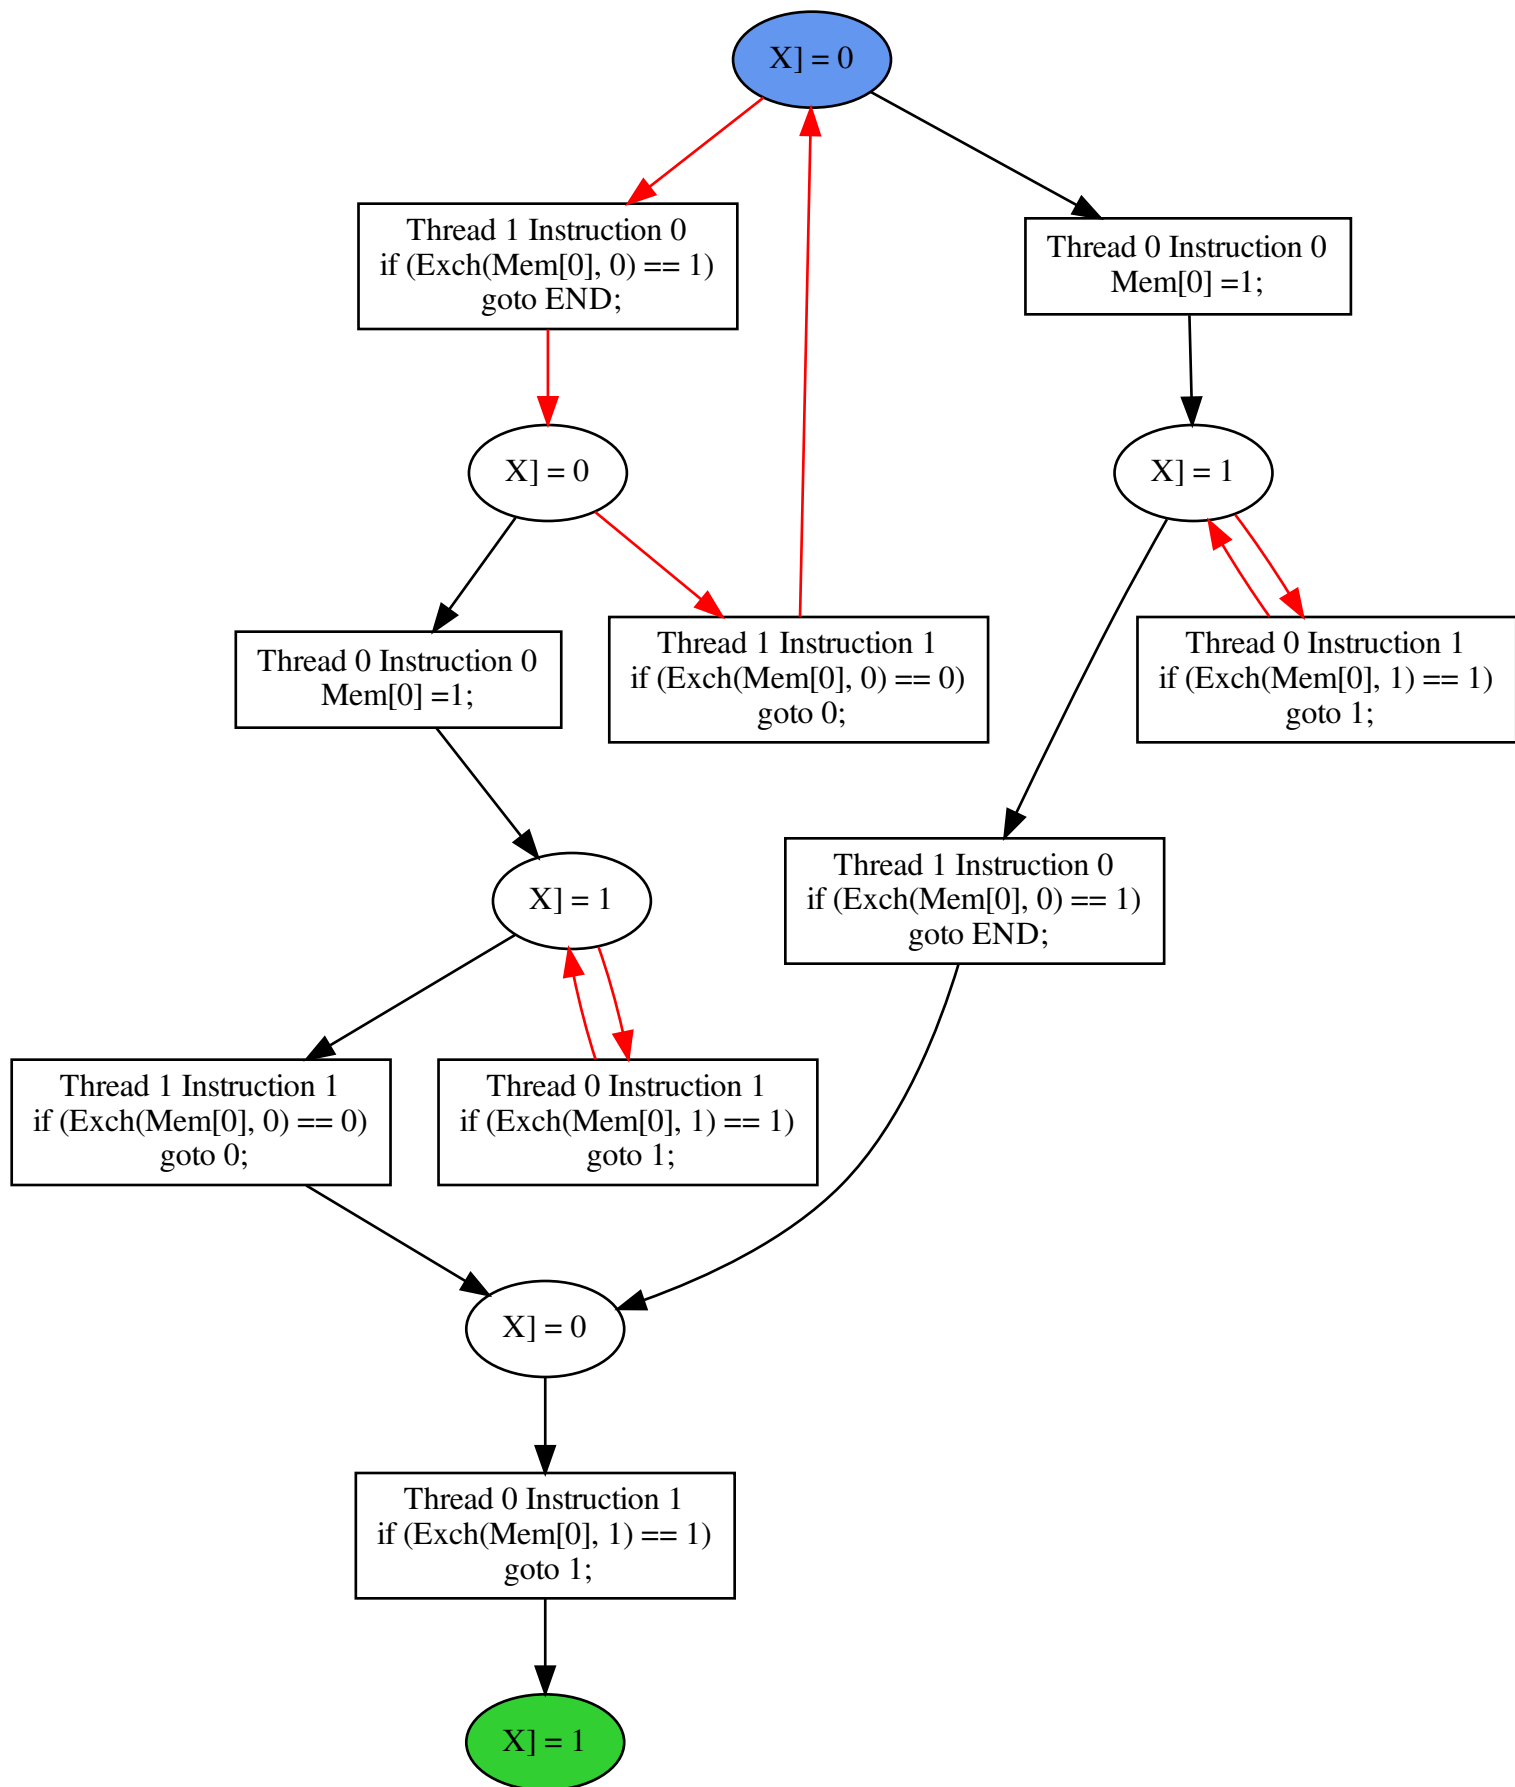 X] = 0
Thread 1 Instruction 0
if (Exch(Mem[0], 0) == 1)
goto END;
Thread 0 Instruction 0
Mem[0] =1;
X] = 0
X] = 1
Thread 0 Instruction 0
Mem[0] =1;
Thread 1 Instruction 1
if (Exch(Mem[0], 0) == 0)
goto 0;
Thread 0 Instruction 1
if (Exch(Mem[0], 1) == 1)
goto 1;
X] = 1
Thread 1 Instruction 0
if (Exch(Mem[0], 0) == 1)
goto END;
Thread 1 Instruction 1
if (Exch(Mem[0], 0) == 0)
goto 0;
Thread 0 Instruction 1
if (Exch(Mem[0], 1) == 1)
goto 1;
X] = 0
Thread 0 Instruction 1
if (Exch(Mem[0], 1) == 1)
goto 1;
X] = 1